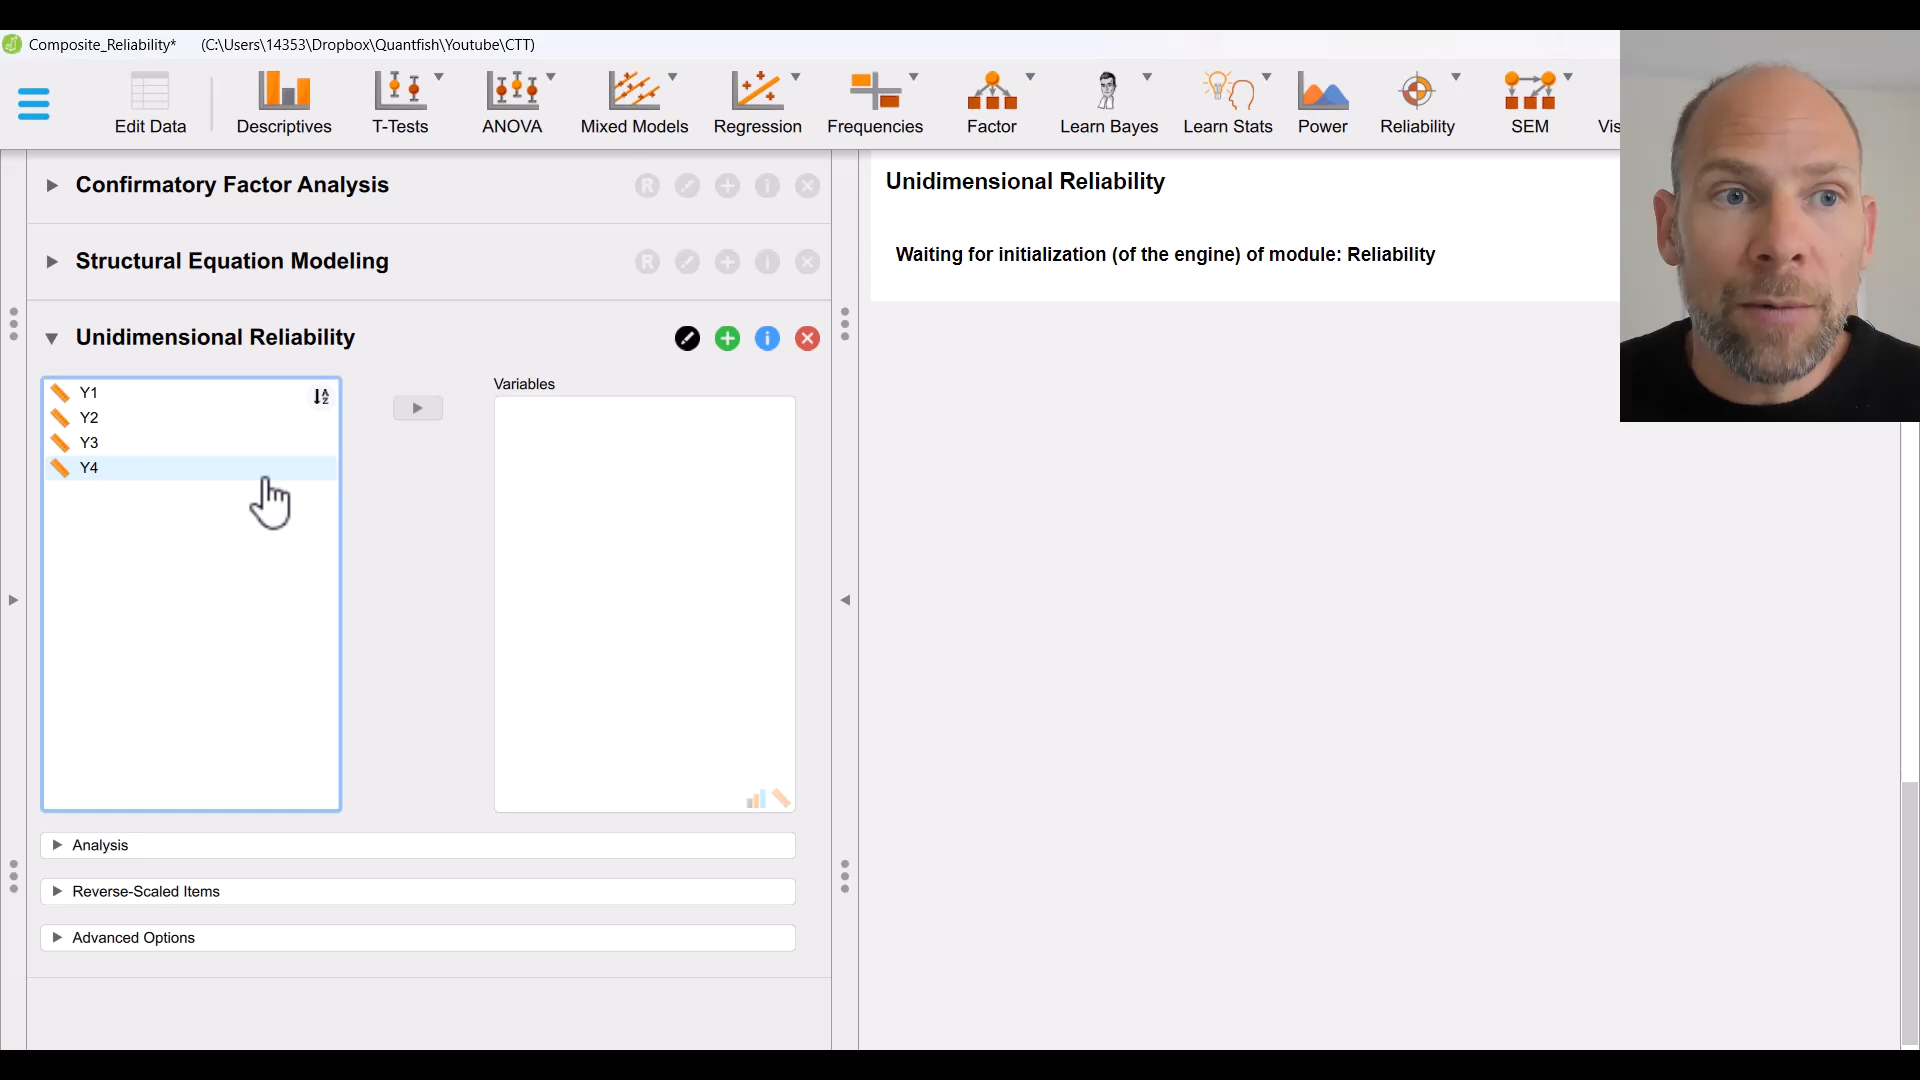 Composite_Reliability* (C:\Users\14353\Dropbox\Quantfish\Youtube\CTT)
Edit Data Descriptives T-Tests ANOVA Mixed Models Regression Frequencies Factor Learn Bayes Learn Stats Power Reliability SEM Vis
Confirmatory Factor Analysis
R
Structural Equation Modeling
R
Unidimensional Reliability
Variables
Y1
Y2
Y3
Y4
Analysis
Reverse-Scaled Items
Advanced Options
Unidimensional Reliability
Waiting for initialization (of the engine) of module: Reliability